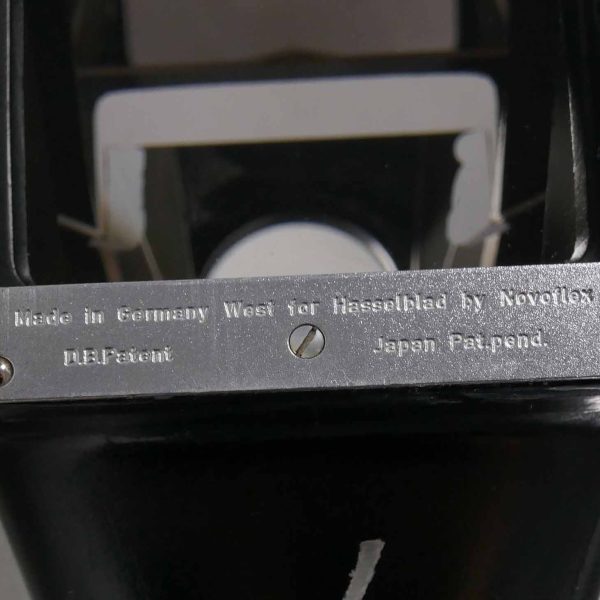 Made in Germany West for Hasselblad by Novoflex
D.B.Patent
Japan Pat.pend.